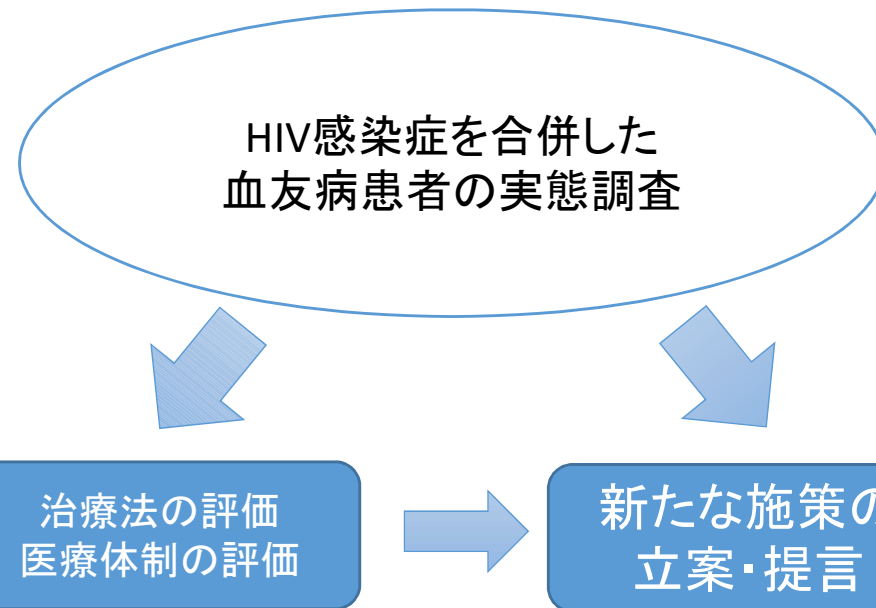 HIV感染症を合併した
血友病患者の実態調査
治療法の評価
医療体制の評価
新たな施策の
立案・提言